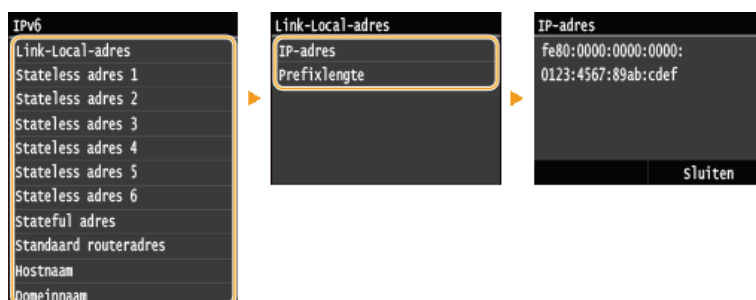 IPv6
Link-Local-adres
Stateless adres 1
Stateless adres 2
Stateless adres 3
Stateless adres 4
Stateless adres 5
Stateless adres 6
Stateful adres
Standaard routeradres
Hostnaam
Domeinnaam
Link-Local-adres
IP-adres
Prefixlengte
IP-adres
fe80:0000:0000:0000:
0123:4567:89ab:cdef
Sluiten